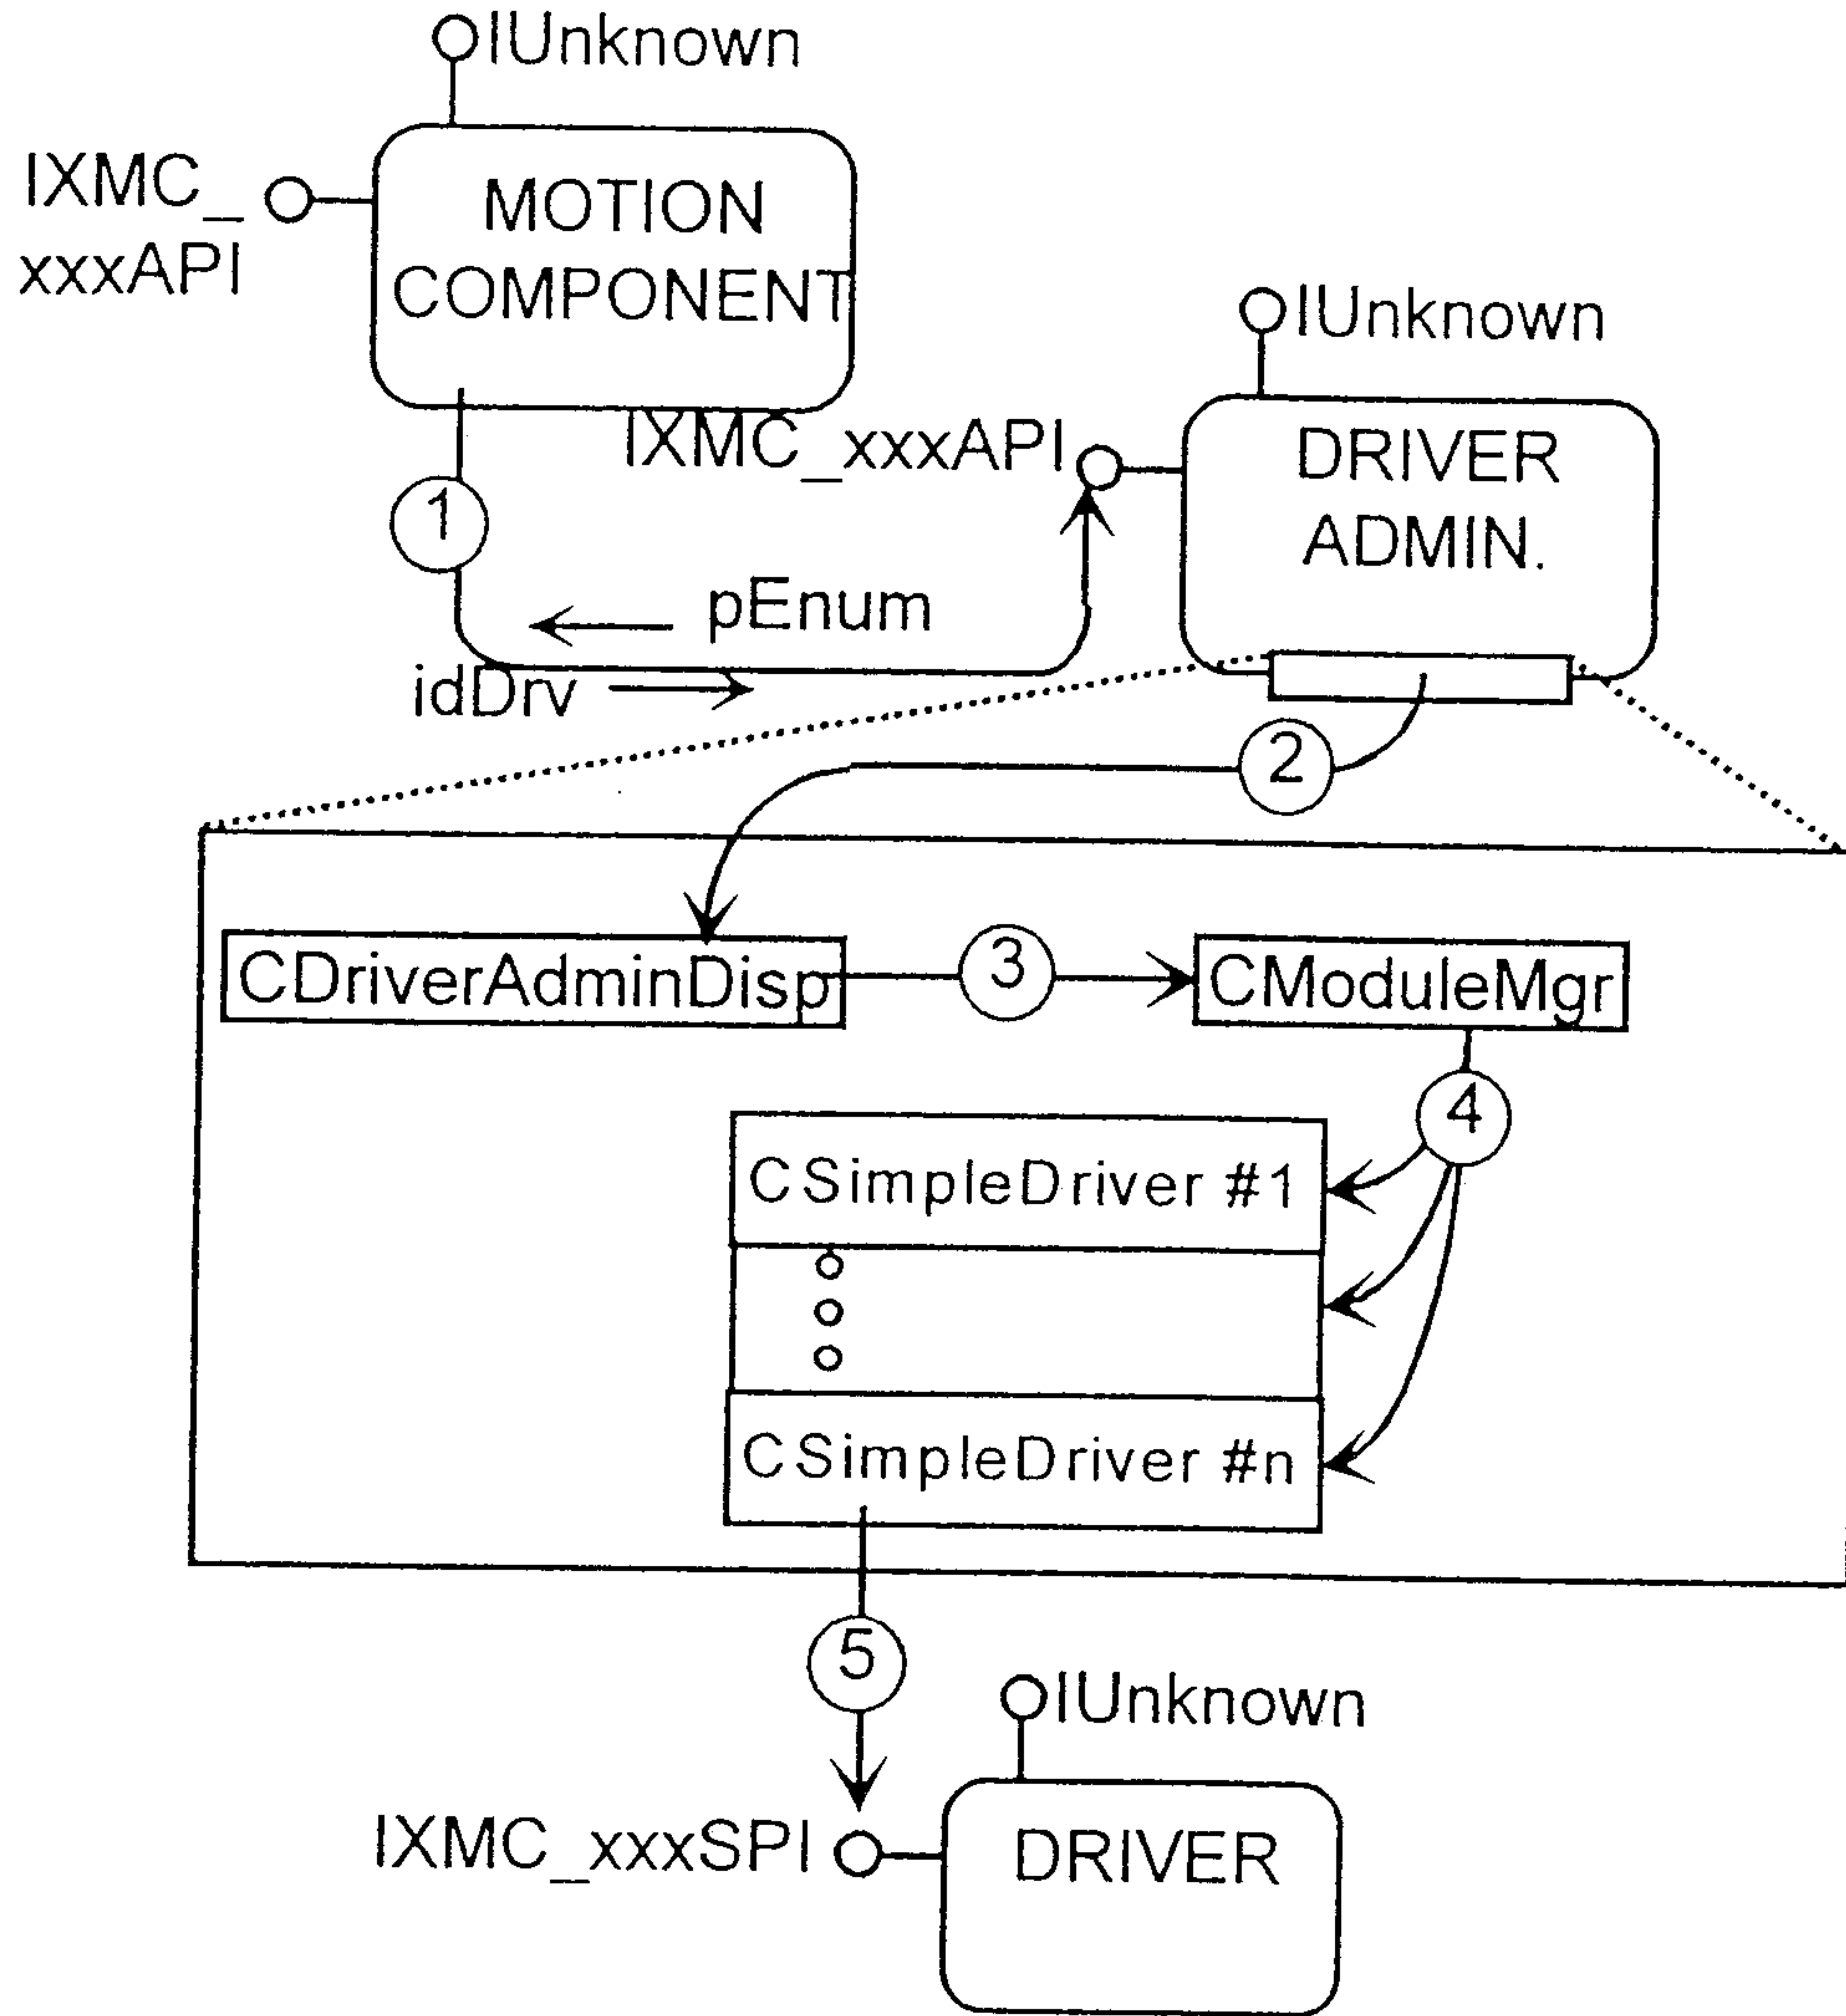 IUnknown
IXMC_
xxxAPI
MOTION
COMPONENT
IUnknown
IXMC_xxxAPI
DRIVER
ADMIN.
1
pEnum
idDrv
2
CDriverAdminDisp
3
CModuleMgr
4
CSimpleDriver #1
CSimpleDriver #n
5
IUnknown
IXMC_xxxSPI
DRIVER